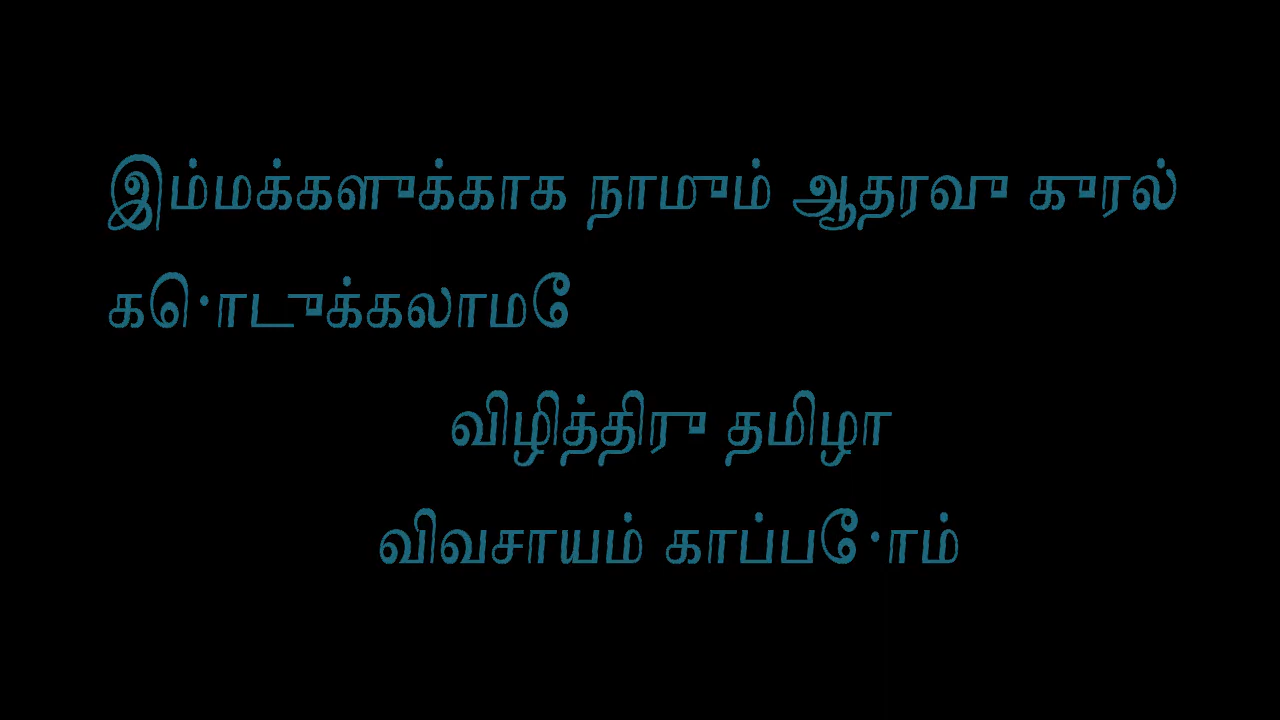 இம்மக்களுக்காக நாமும் ஆதரவு குரல்
கொடுக்கலாமே
விழித்திரு தமிழா
விவசாயம் காப்போம்